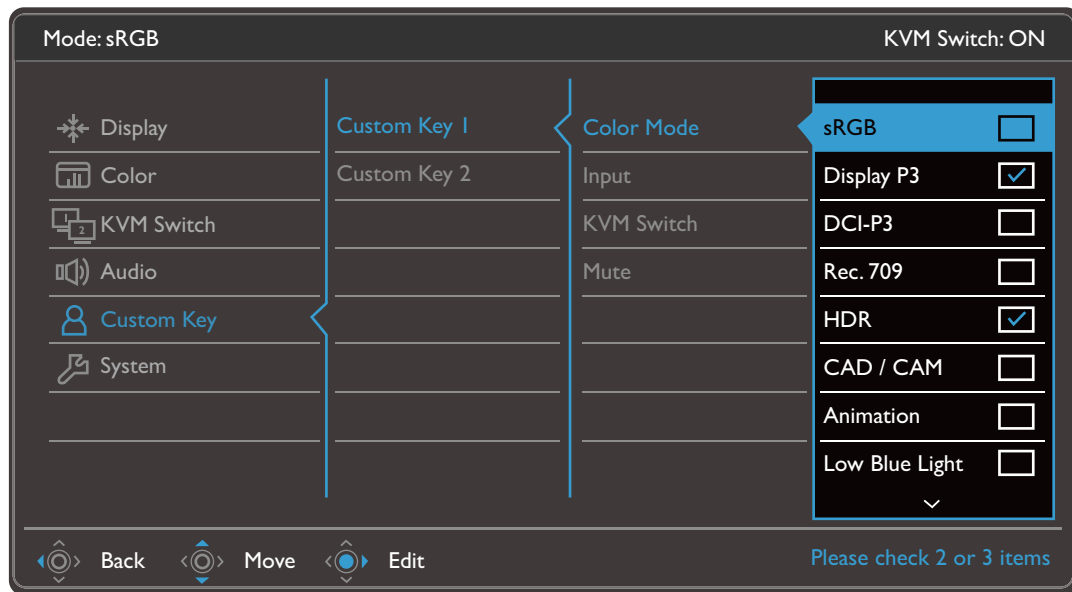 Mode: sRGB
KVM Switch: ON
Display
Color
1
2
KVM Switch
Audio
Custom Key
System
Custom Key 1
Custom Key 2
Color Mode
Input
KVM Switch
Mute
sRGB
Display P3
DCI-P3
Rec. 709
HDR
CAD / CAM
Animation
Low Blue Light
Back
Move
Edit
Please check 2 or 3 items